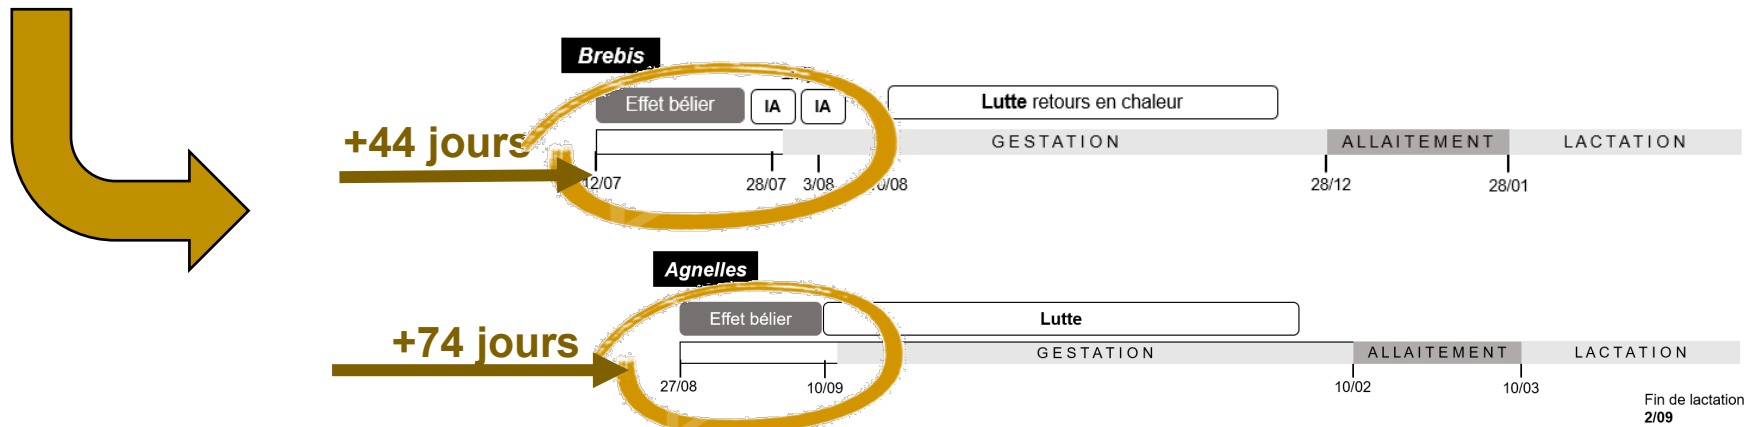 Brebis
Effet bélier IA IA Lutte retours en chaleur
+44 jours
GESTATION ALLAITEMENT LACTATION
12/07 28/07 3/08 28/12 28/01
Agnelles
Effet bélier Lutte
+74 jours
GESTATION ALLAITEMENT LACTATION
27/08 10/09 10/02 10/03
Fin de lactation
2/09